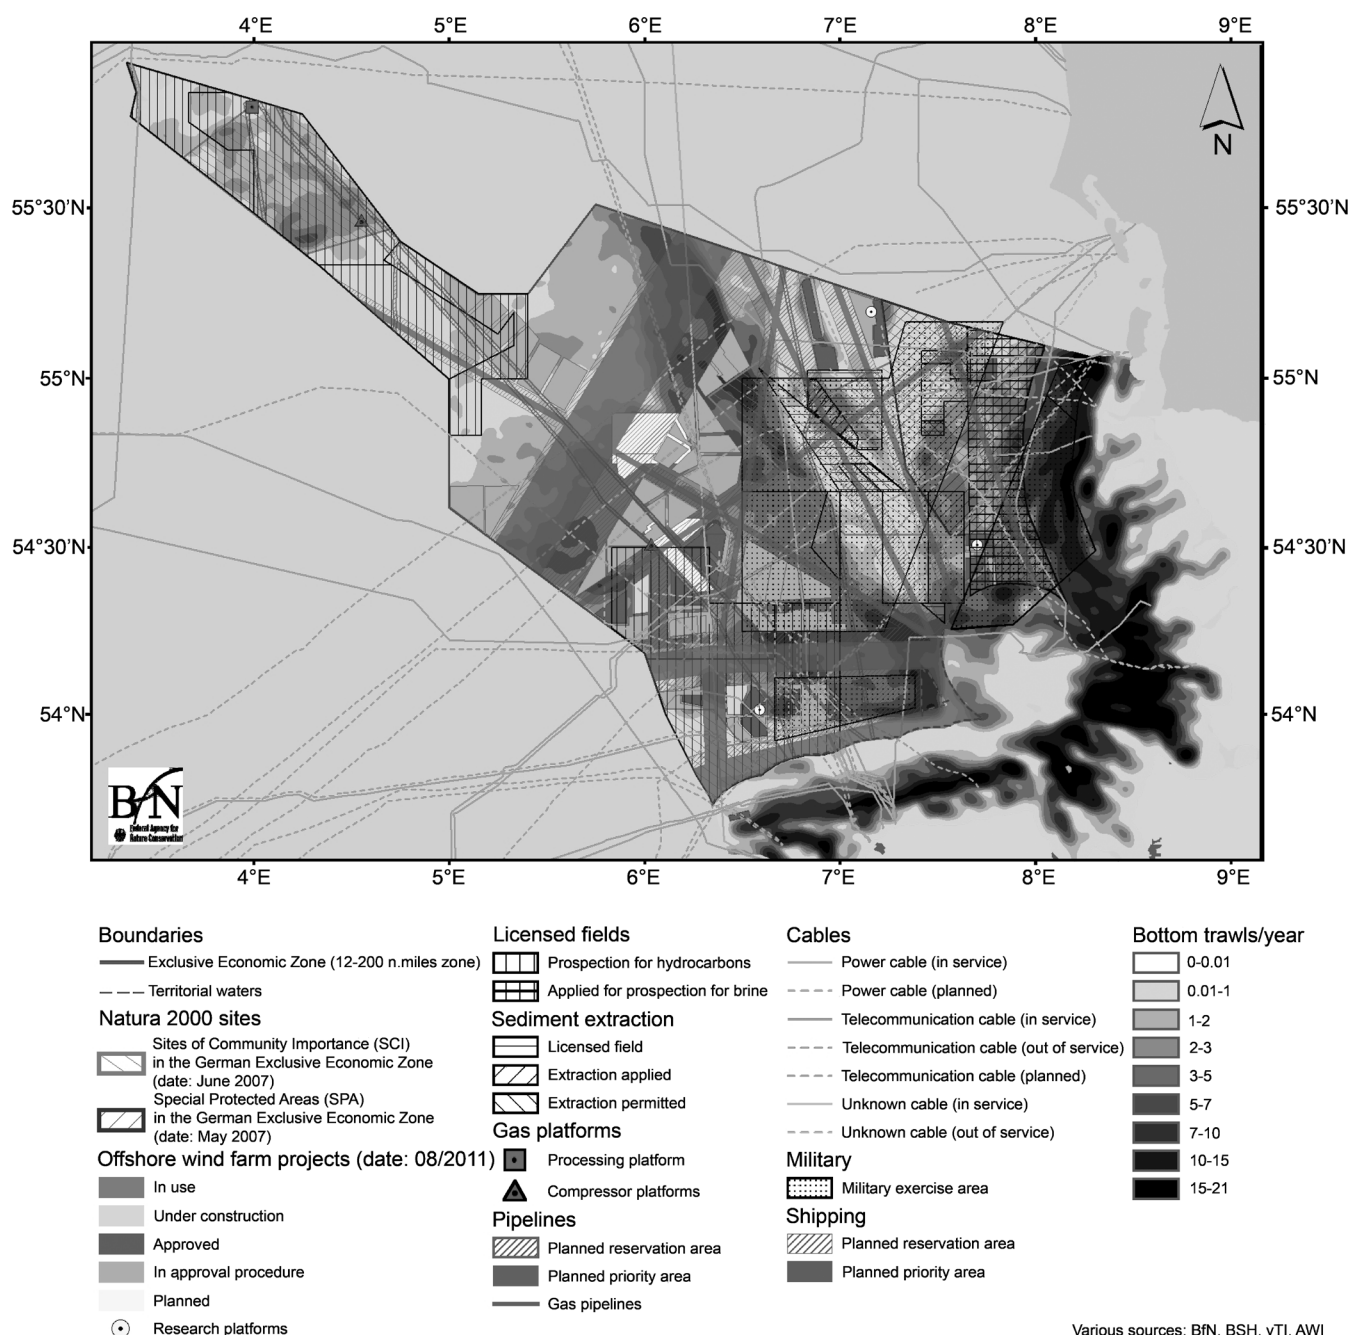 4°E 5°E 6°E 7°E 8°E 9°E
N
55°30'N 55°30'N
55°N 55°N
54°30'N 54°30'N
54°N 54°N
BfN
Federal Agency for
Nature Conservation
4°E 5°E 6°E 7°E 8°E 9°E
Boundaries
Exclusive Economic Zone (12-200 n.miles zone)
Territorial waters
Natura 2000 sites
Sites of Community Importance (SCI)
in the German Exclusive Economic Zone
(date: June 2007)
Special Protected Areas (SPA)
in the German Exclusive Economic Zone
(date: May 2007)
Offshore wind farm projects (date: 08/2011)
In use
Under construction
Approved
In approval procedure
Planned
Research platforms
Licensed fields
Prospection for hydrocarbons
Applied for prospection for brine
Sediment extraction
Licensed field
Extraction applied
Extraction permitted
Gas platforms
Processing platform
Compressor platforms
Pipelines
Planned reservation area
Planned priority area
Gas pipelines
Cables
Power cable (in service)
Power cable (planned)
Telecommunication cable (in service)
Telecommunication cable (out of service)
Telecommunication cable (planned)
Unknown cable (in service)
Unknown cable (out of service)
Military
Military exercise area
Shipping
Planned reservation area
Planned priority area
Bottom trawls/year
0-0.01
0.01-1
1-2
2-3
3-5
5-7
7-10
10-15
15-21
Various sources: BfN, BSH, vTI, AWI